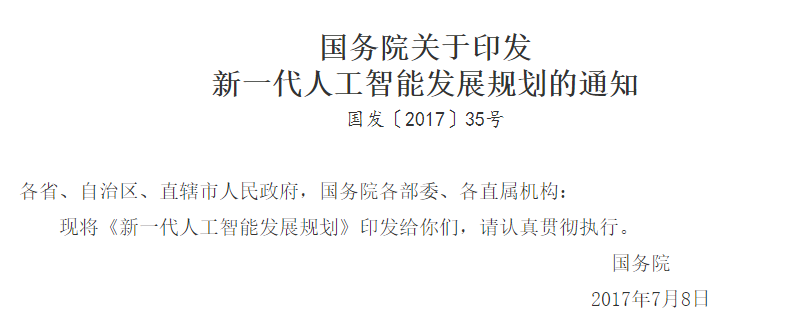 国务院关于印发
新一代人工智能发展规划的通知
国发〔2017〕35号
各省、自治区、直辖市人民政府，国务院各部委、各直属机构：
现将《新一代人工智能发展规划》印发给你们，请认真贯彻执行。
国务院
2017年7月8日